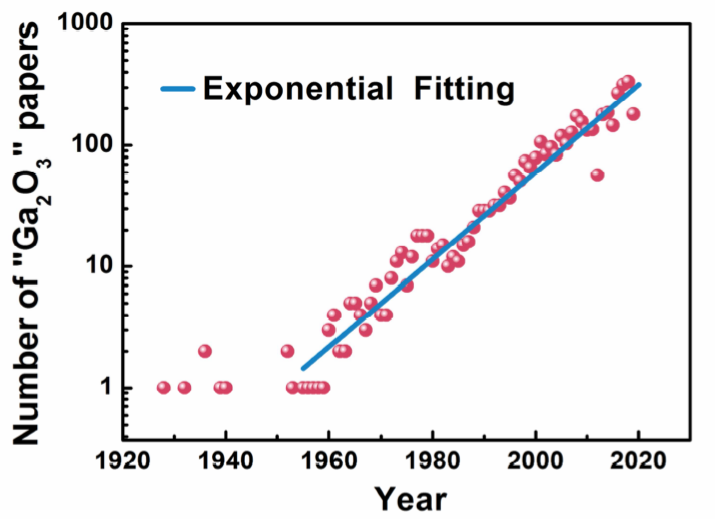 Number of "Ga₂O₃" papers
1000
100
10
1
Exponential Fitting
1920 1940 1960 1980 2000 2020
Year